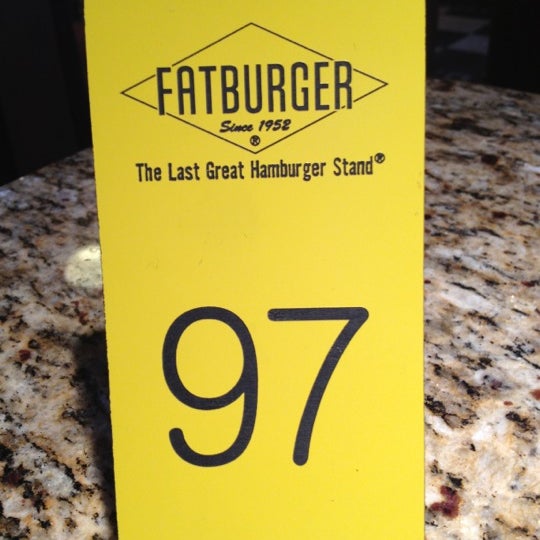 FATBURGER
Since 1952
®
The Last Great Hamburger Stand®
97